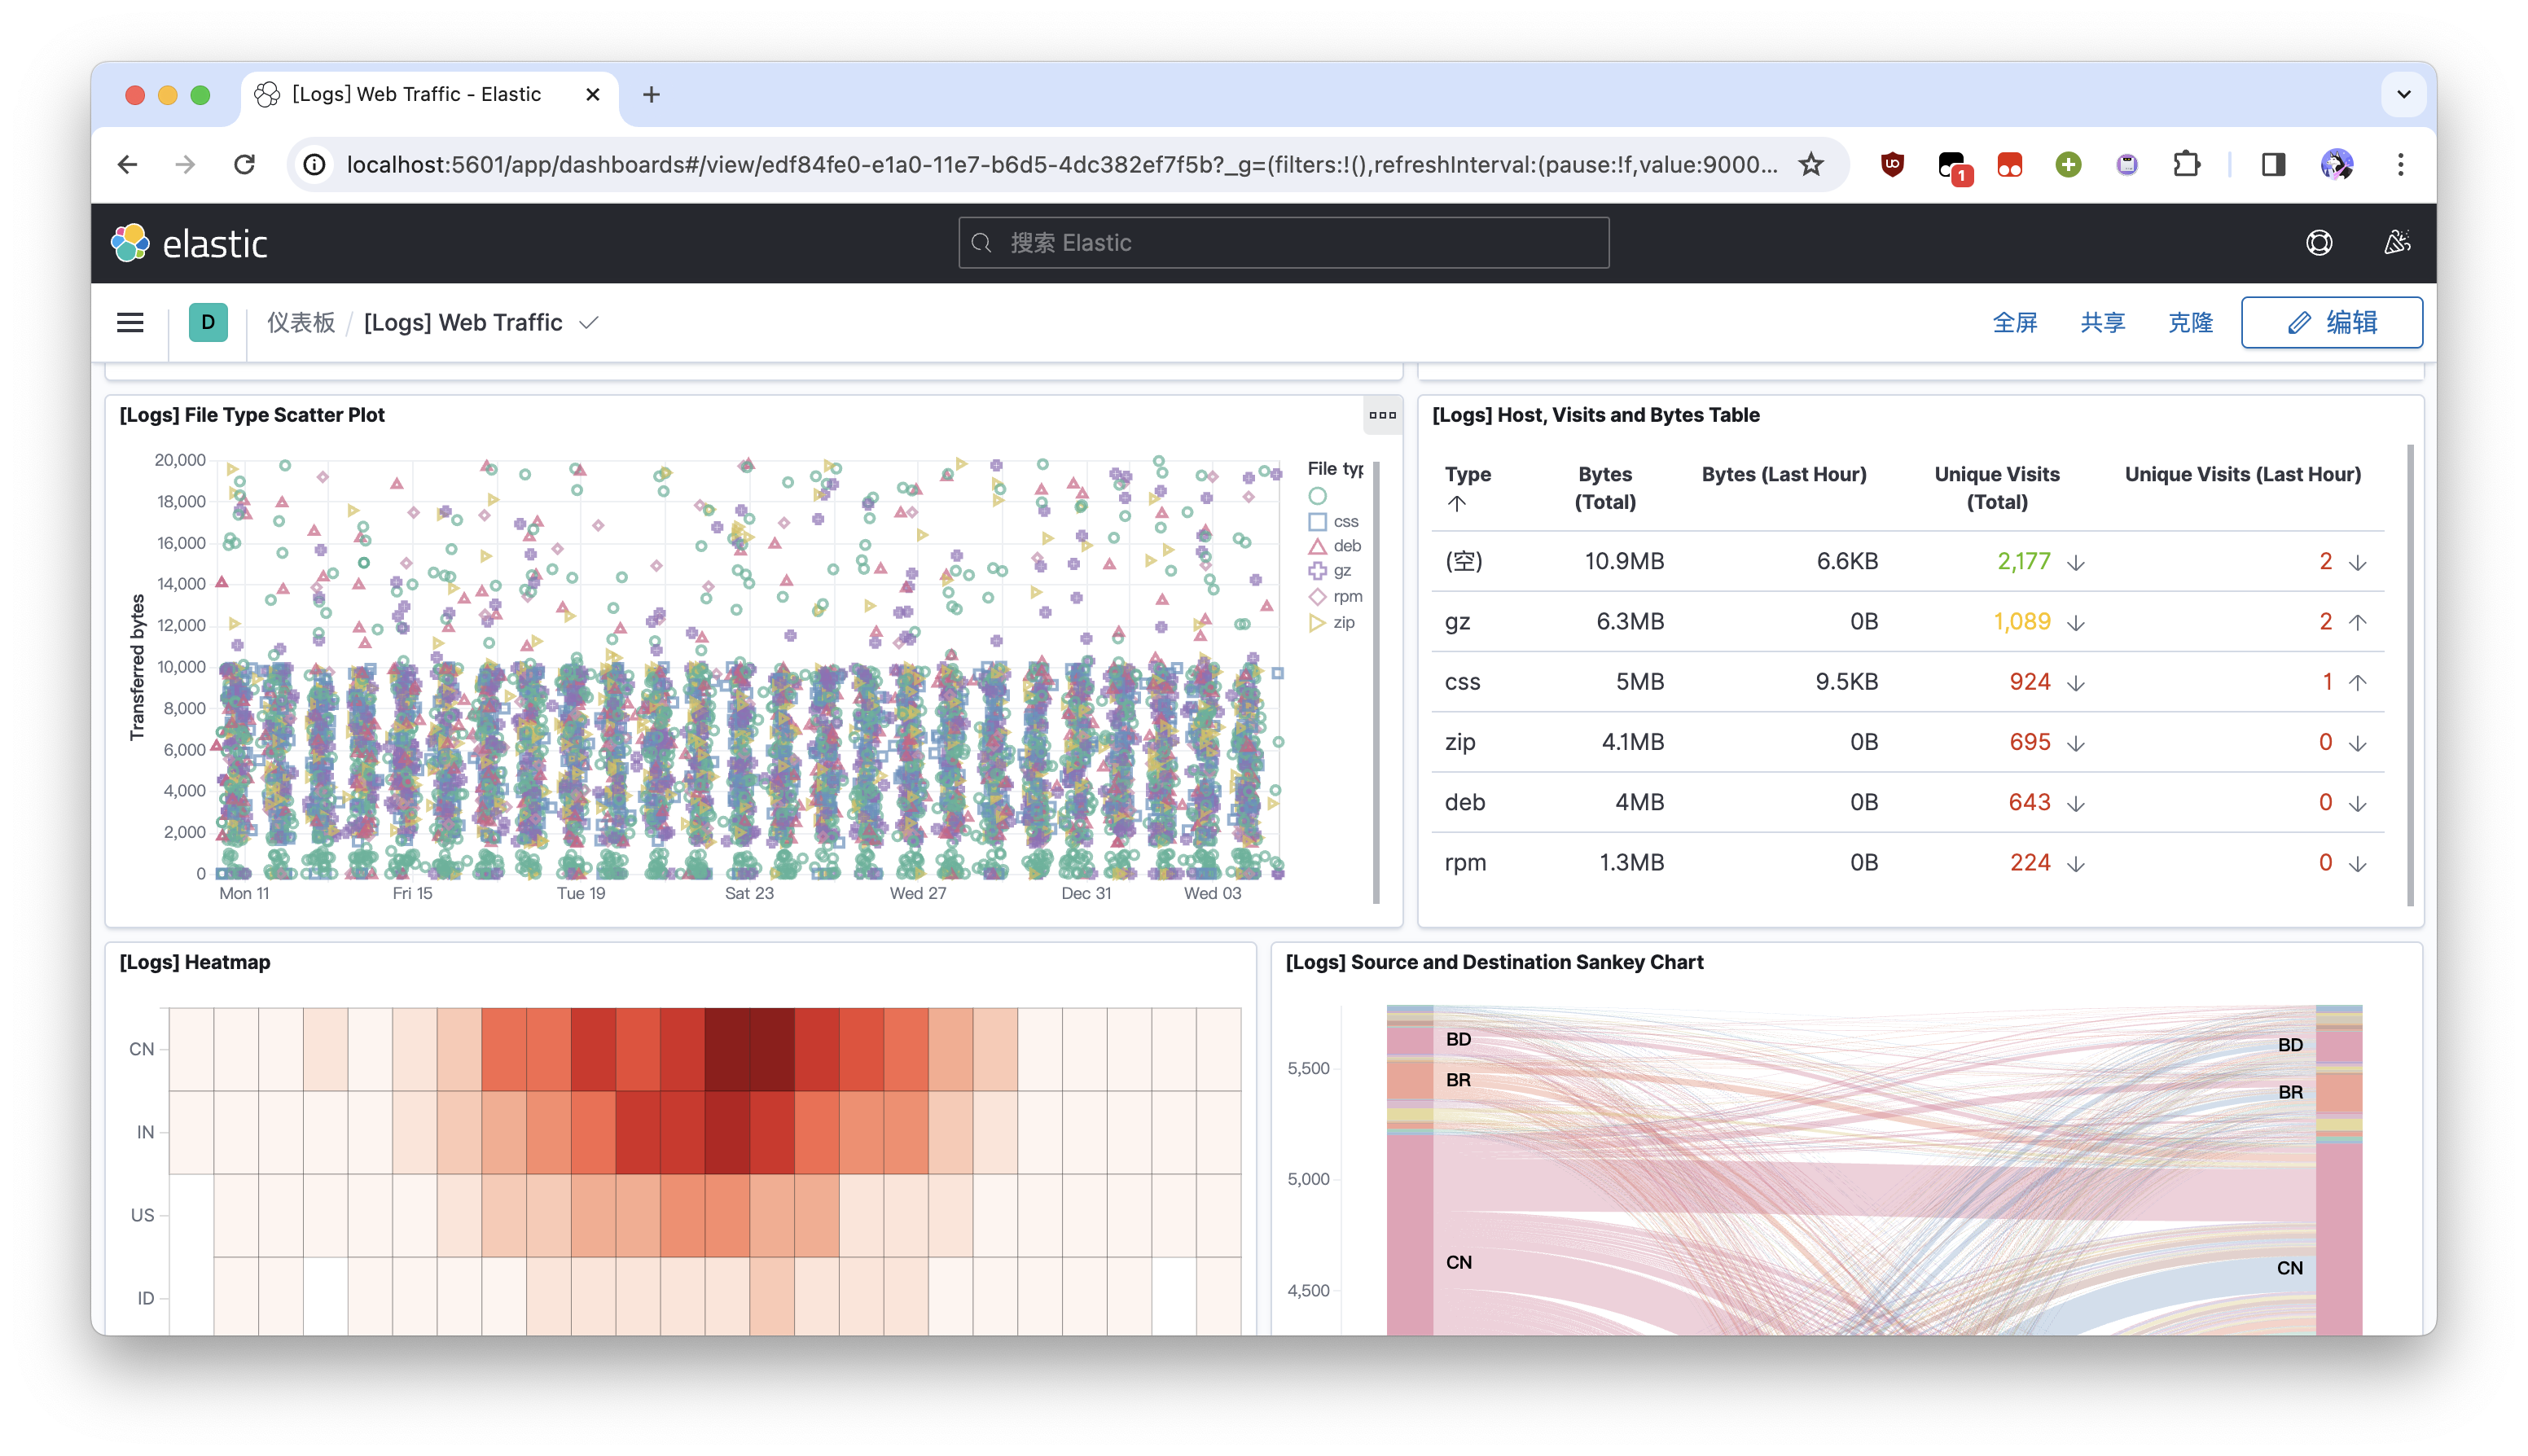 [Logs] Web Traffic - Elastic
localhost:5601/app/dashboards#/view/edf84fe0-e1a0-11e7-b6d5-4dc382ef7f5b?_g=(filters:!(),refreshInterval:(pause:!f,value:9000...
1
elastic
搜索 Elastic
D
仪表板 / [Logs] Web Traffic
全屏
共享
克隆
编辑
[Logs] File Type Scatter Plot
Transferred bytes
20,000
18,000
16,000
14,000
12,000
10,000
8,000
6,000
4,000
2,000
0
Mon 11
Fri 15
Tue 19
Sat 23
Wed 27
Dec 31
Wed 03
File typ
css
deb
gz
rpm
zip
[Logs] Host, Visits and Bytes Table
Type Bytes (Total) Bytes (Last Hour) Unique Visits (Total) Unique Visits (Last Hour)
(空) 10.9MB 6.6KB 2,177 2
gz 6.3MB 0B 1,089 2
css 5MB 9.5KB 924 1
zip 4.1MB 0B 695 0
deb 4MB 0B 643 0
rpm 1.3MB 0B 224 0
[Logs] Heatmap
CN
IN
US
ID
[Logs] Source and Destination Sankey Chart
5,500
5,000
4,500
BD
BR
CN
BD
BR
CN